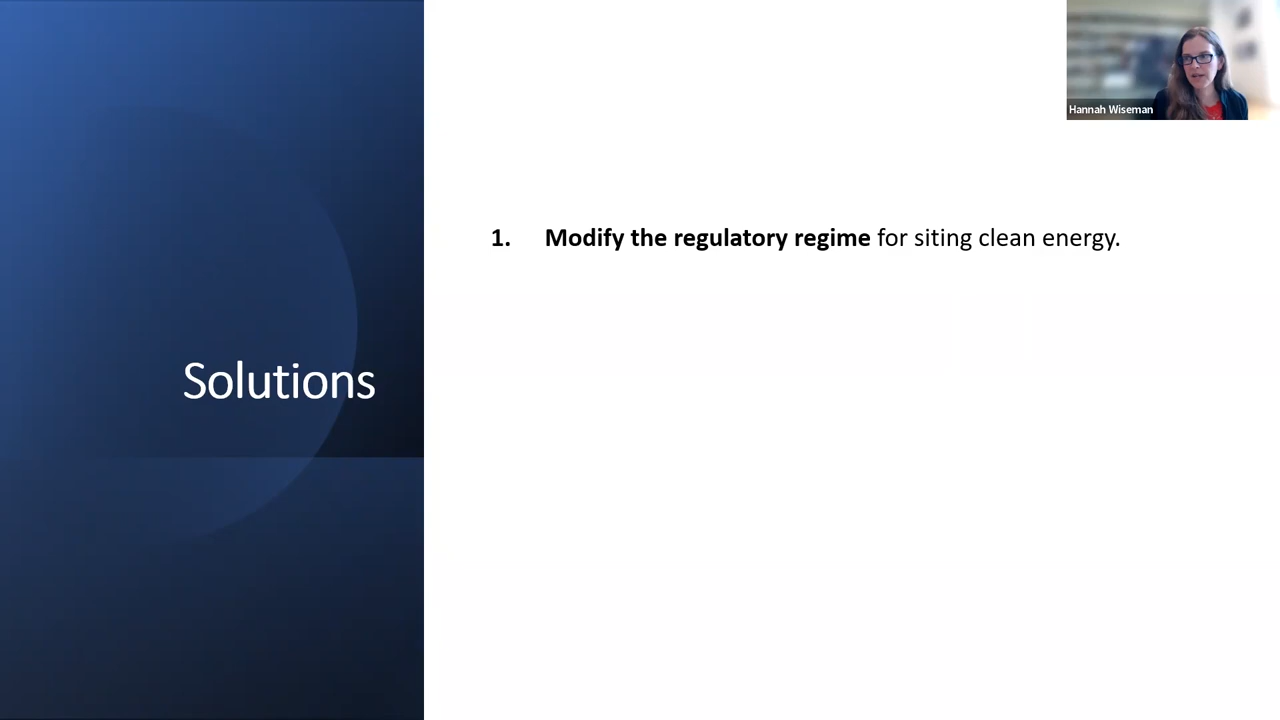 Hannah Wiseman
1. Modify the regulatory regime for siting clean energy.
Solutions